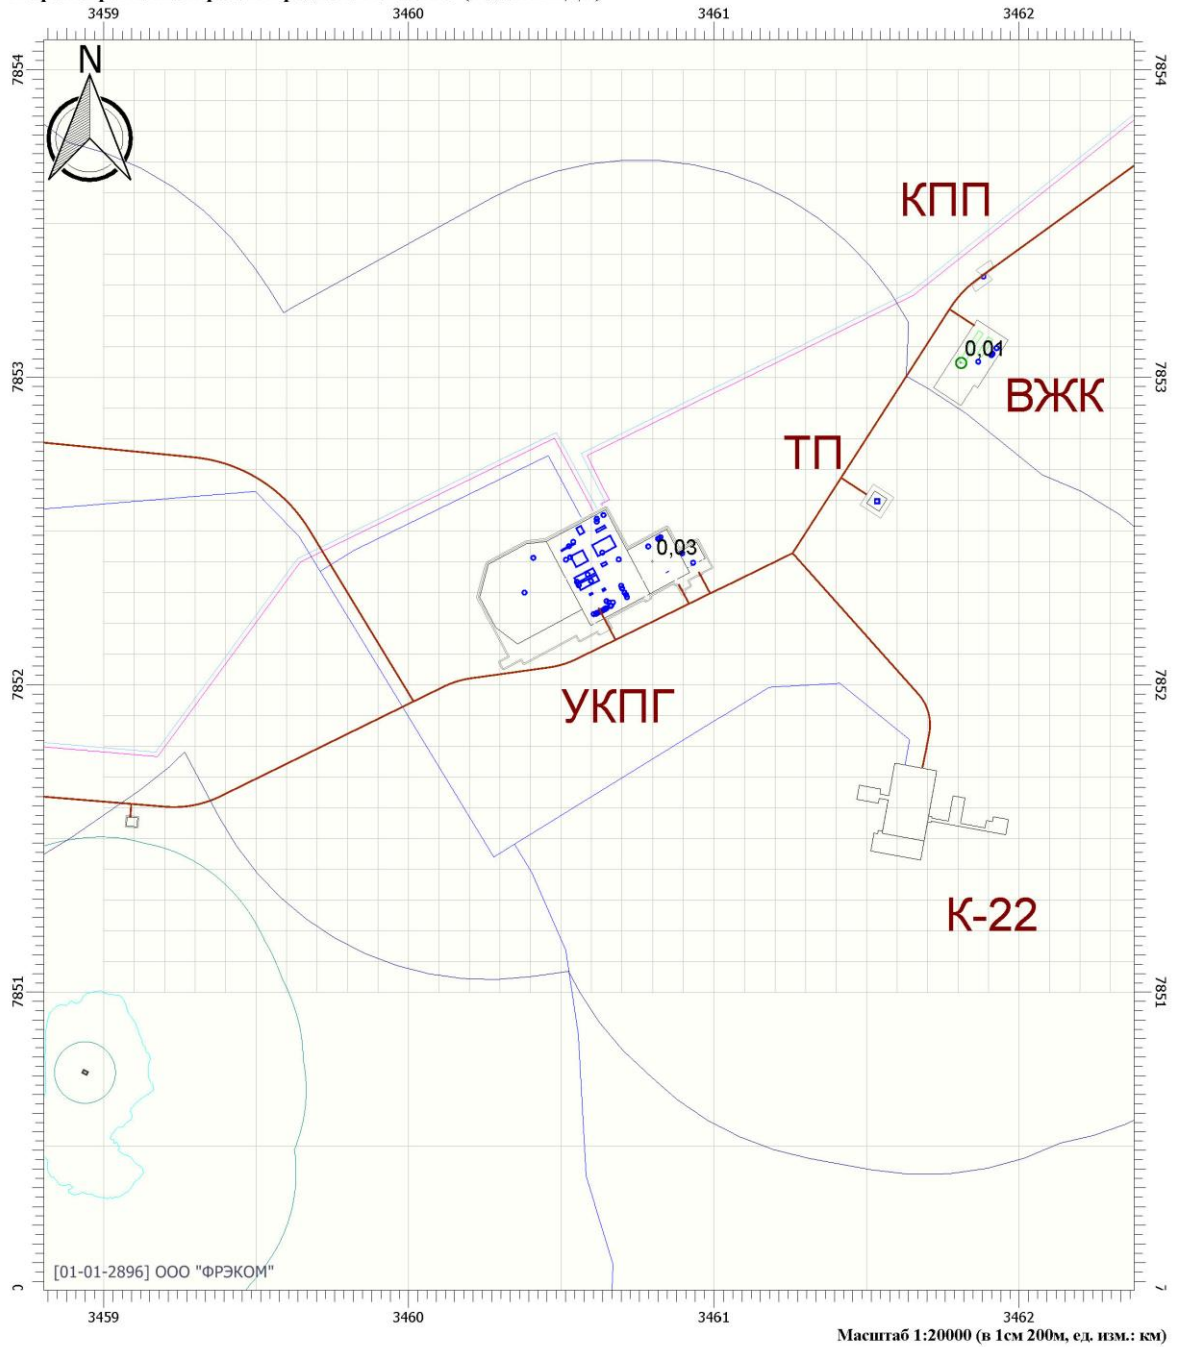 3459 3460 3461 3462
N
7854 7854
КПП
0,01
7853 7853
ВЖК
ТП
0,03
7852 7852
УКПГ
К-22
7851 7851
[01-01-2896] ООО "ФРЭКОМ"
3459 3460 3461 3462
Масштаб 1:20000 (в 1см 200м, ед. изм.: км)